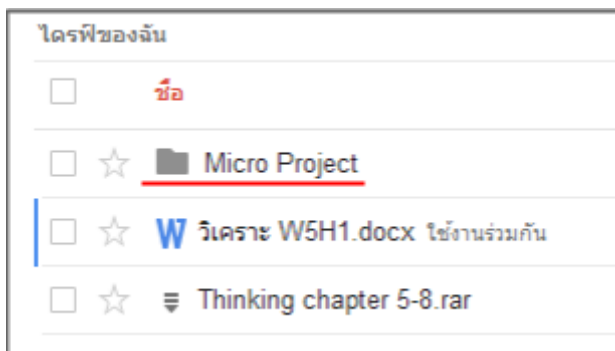 ไดรฟ์ของฉัน
ชื่อ
Micro Project
วิเคราะ W5H1.docx ใช้งานร่วมกัน
Thinking chapter 5-8.rar